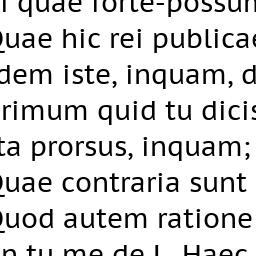 quae forte-possum
Quae hic rei publicae
dem iste, inquam, d
rimum quid tu dicis
ta prorsus, inquam;
Quae contraria sunt
Quod autem ratione
n tu me de L. Haec